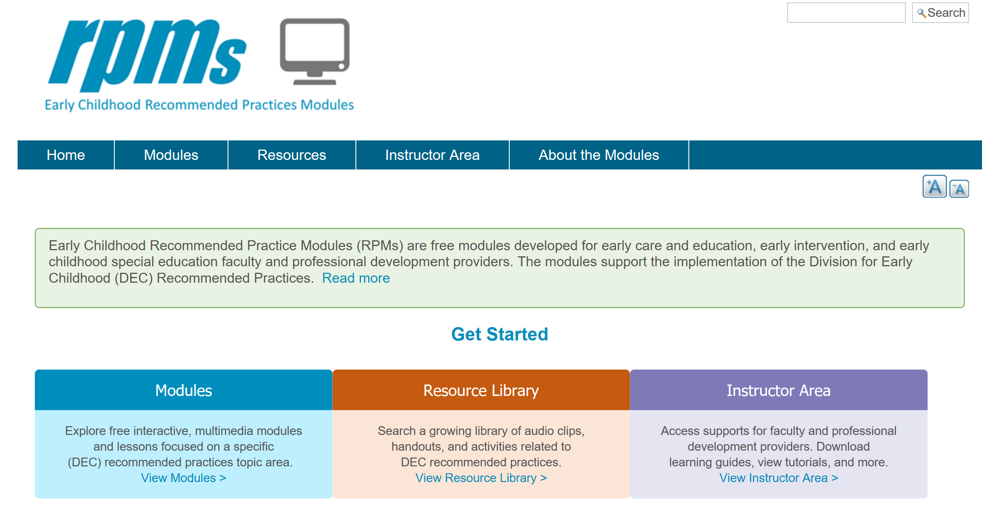 Search
rpms
Early Childhood Recommended Practices Modules
Home Modules Resources Instructor Area About the Modules
+A -A
Early Childhood Recommended Practice Modules (RPMs) are free modules developed for early care and education, early intervention, and early
childhood special education faculty and professional development providers. The modules support the implementation of the Division for Early
Childhood (DEC) Recommended Practices. Read more
Get Started
Modules
Explore free interactive, multimedia modules
and lessons focused on a specific
(DEC) recommended practices topic area.
View Modules >
Resource Library
Search a growing library of audio clips,
handouts, and activities related to
DEC recommended practices.
View Resource Library >
Instructor Area
Access supports for faculty and professional
development providers. Download
learning guides, view tutorials, and more.
View Instructor Area >